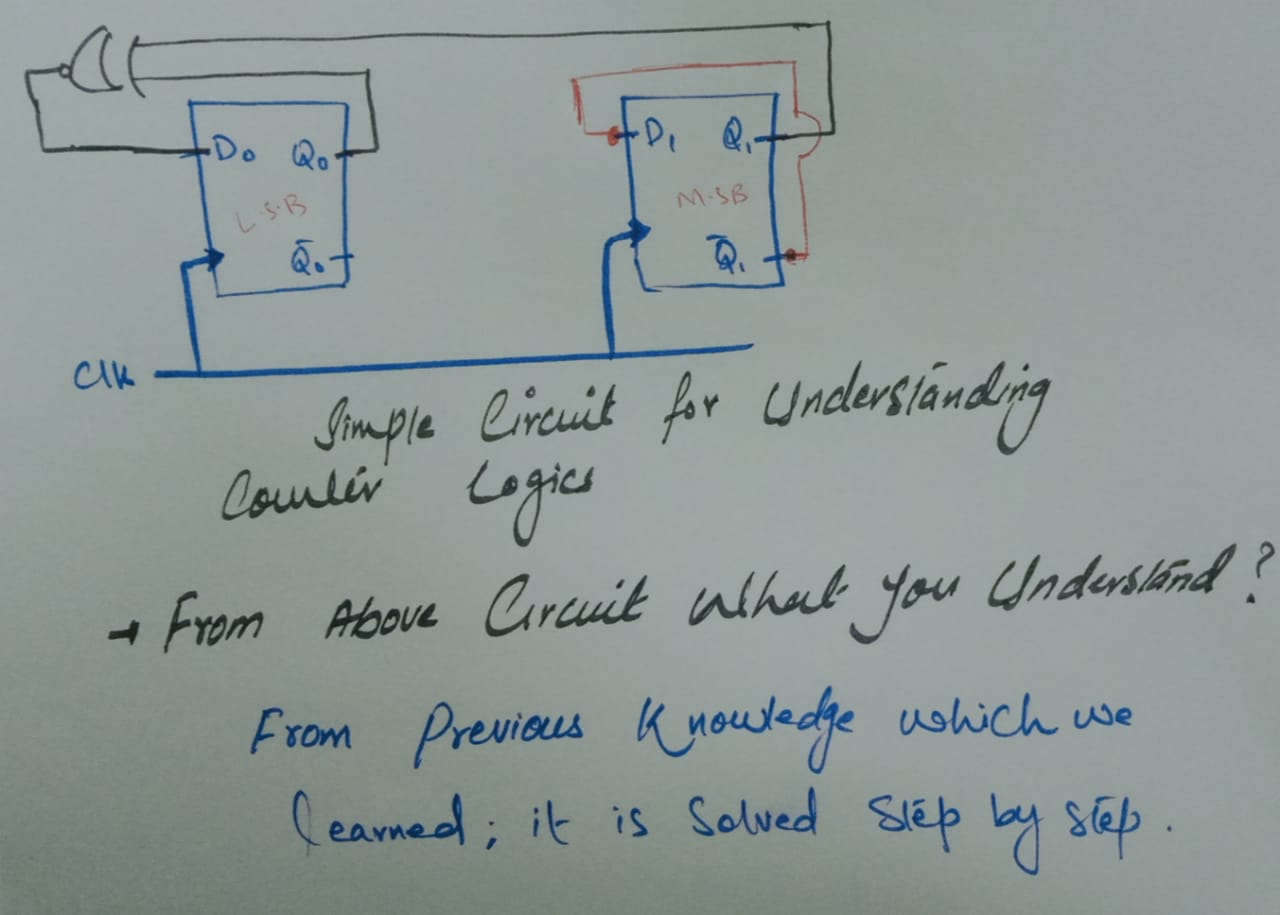 D₀ Q₀
D₁ Q₁
L.S.B
M.SB
Q̄₀
Q̄₁
Clk
Simple Circuit for Understanding
Counter Logics
→ From Above Circuit what you Understand?
From Previous Knowledge which we
learned; it is Solved Step by step.